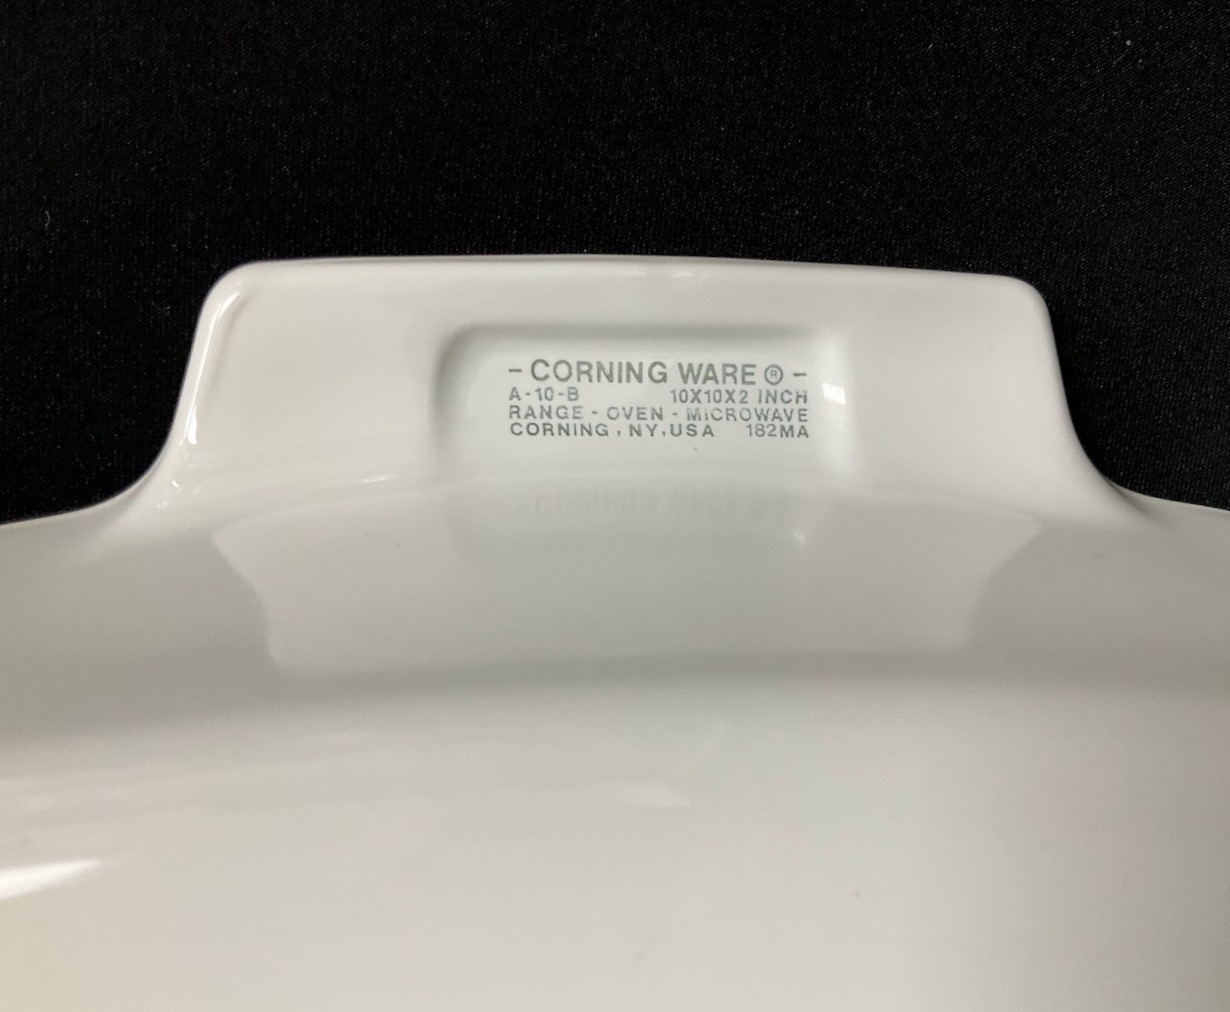 - CORNING WARE ® -
A-10-B 10X10X2 INCH
RANGE - OVEN - MICROWAVE
CORNING, NY, USA 182MA